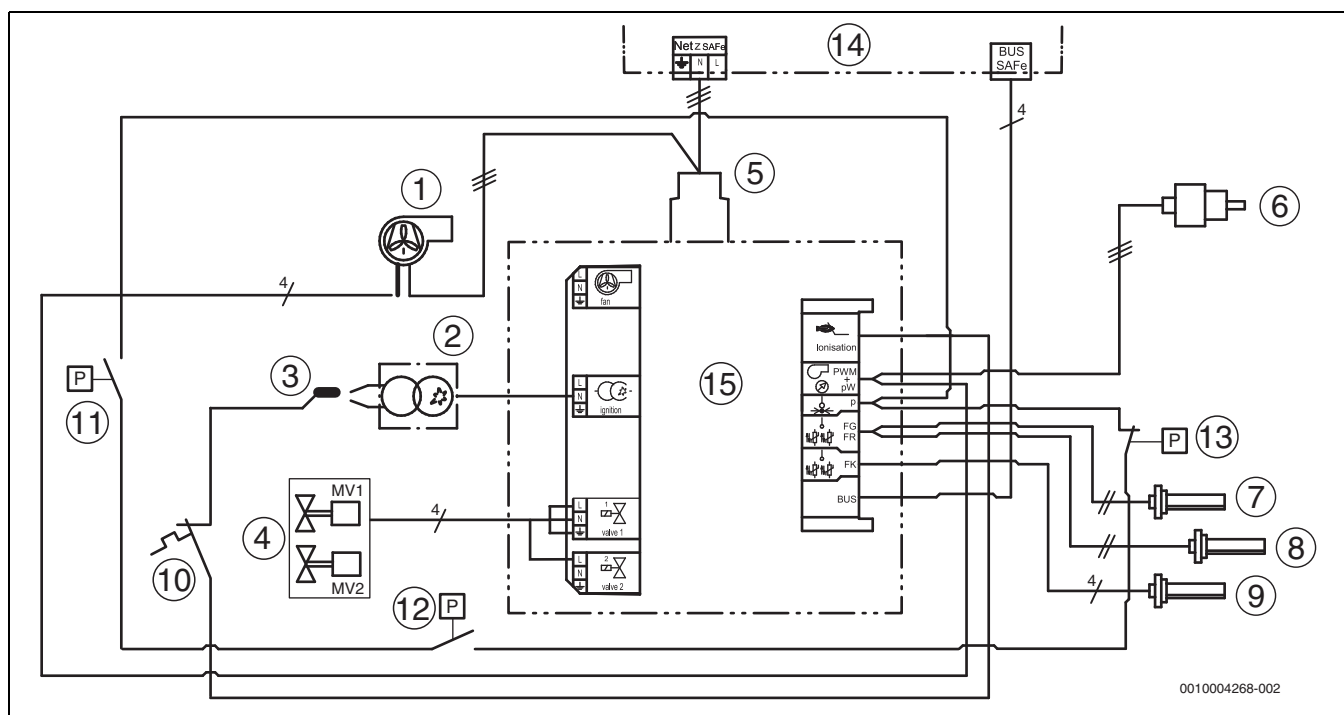 Netz SAFe
N L
14
BUS
SAFe
4
5
1
6
4
L
N
fan
2
3
15
Ionisation
PWM
+
pW
P
11
L
N
ignition
p
FG
FR
P
13
FK
7
MV1
4
4
L
N
1
valve 1
BUS
8
10
MV2
L
N
2
valve 2
4
9
12
P
0010004268-002